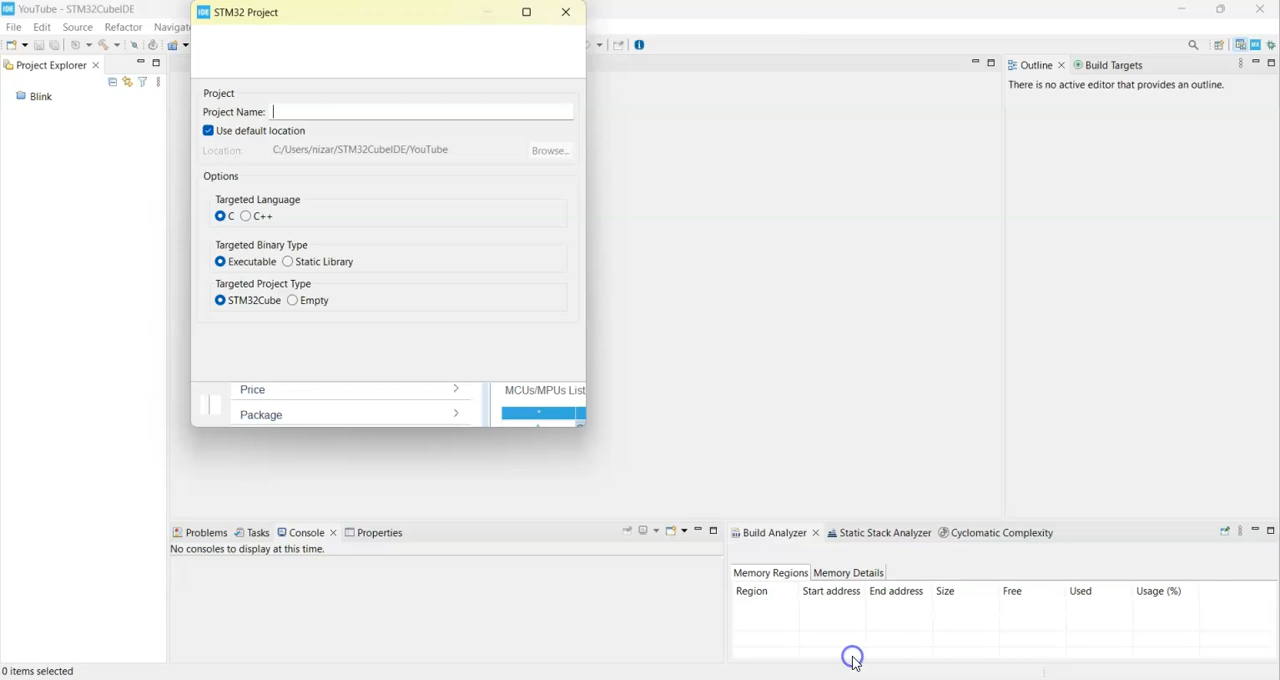 YouTube - STM32CubeIDE
File Edit Source Refactor Navigate
IDE STM32 Project
Project Explorer
Blink
Project
Project Name:
Use default location
Location: C:/Users/nizar/STM32CubeIDE/YouTube Browse...
Options
Targeted Language
C C++
Targeted Binary Type
Executable Static Library
Targeted Project Type
STM32Cube Empty
Price MCUs/MPUs List
Package
Outline Build Targets
There is no active editor that provides an outline.
Problems Tasks Console Properties
No consoles to display at this time.
Build Analyzer Static Stack Analyzer Cyclomatic Complexity
Memory Regions Memory Details
Region Start address End address Size Free Used Usage (%)
0 items selected